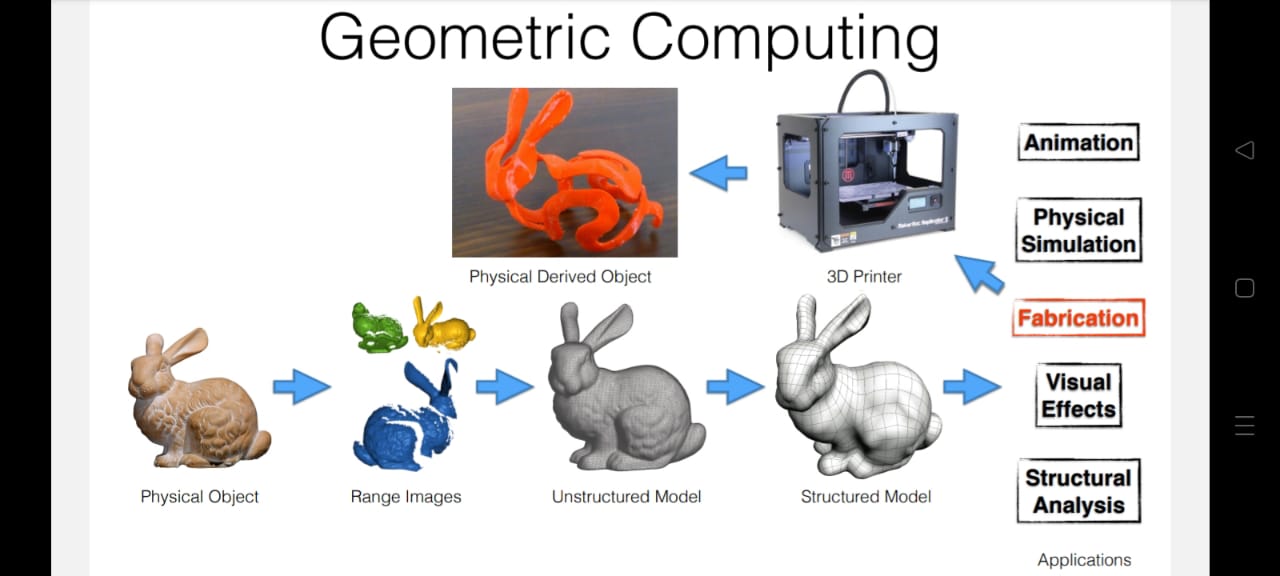 Geometric Computing
Physical Derived Object
3D Printer
Physical Object
Range Images
Unstructured Model
Structured Model
Animation
Physical
Simulation
Fabrication
Visual
Effects
Structural
Analysis
Applications